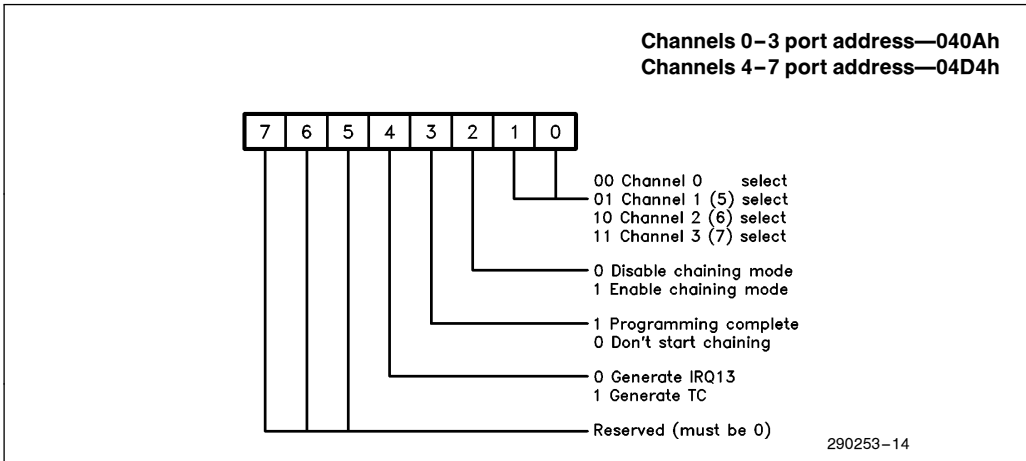 Channels 0–3 port address—040Ah
Channels 4–7 port address—04D4h
7 6 5 4 3 2 1 0
00 Channel 0 select
01 Channel 1 (5) select
10 Channel 2 (6) select
11 Channel 3 (7) select
0 Disable chaining mode
1 Enable chaining mode
1 Programming complete
0 Don't start chaining
0 Generate IRQ13
1 Generate TC
Reserved (must be 0)
290253–14